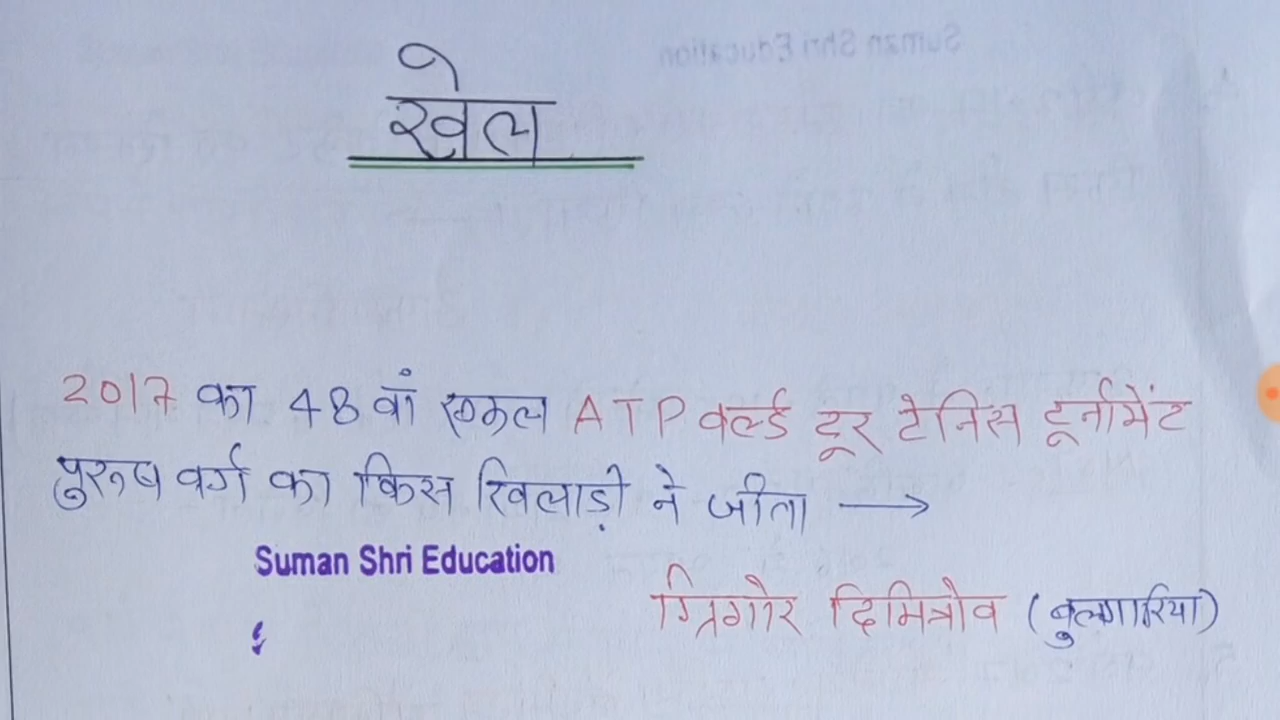 खेल
2017 का 48 वां एकल ATP वर्ल्ड टूर टेनिस टूर्नामेंट
पुरुष वर्ग का किस खिलाड़ी ने जीता →
Suman Shri Education
ग्रिगोर दिमित्रोव (बुल्गारिया)